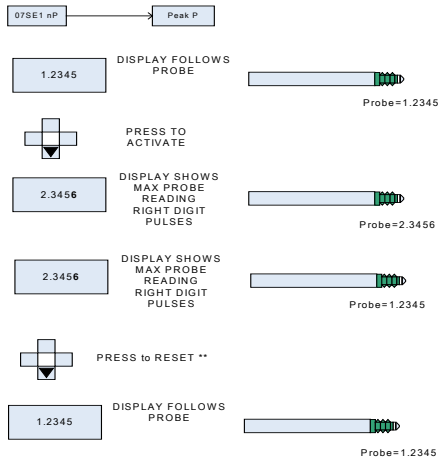 07SE1 nP
Peak P
1.2345
DISPLAY FOLLOWS
PROBE
Probe=1.2345
PRESS TO
ACTIVATE
2.3456
DISPLAY SHOWS
MAX PROBE
READING
RIGHT DIGIT
PULSES
Probe=2.3456
2.3456
DISPLAY SHOWS
MAX PROBE
READING
RIGHT DIGIT
PULSES
Probe=1.2345
PRESS to RESET **
1.2345
DISPLAY FOLLOWS
PROBE
Probe=1.2345